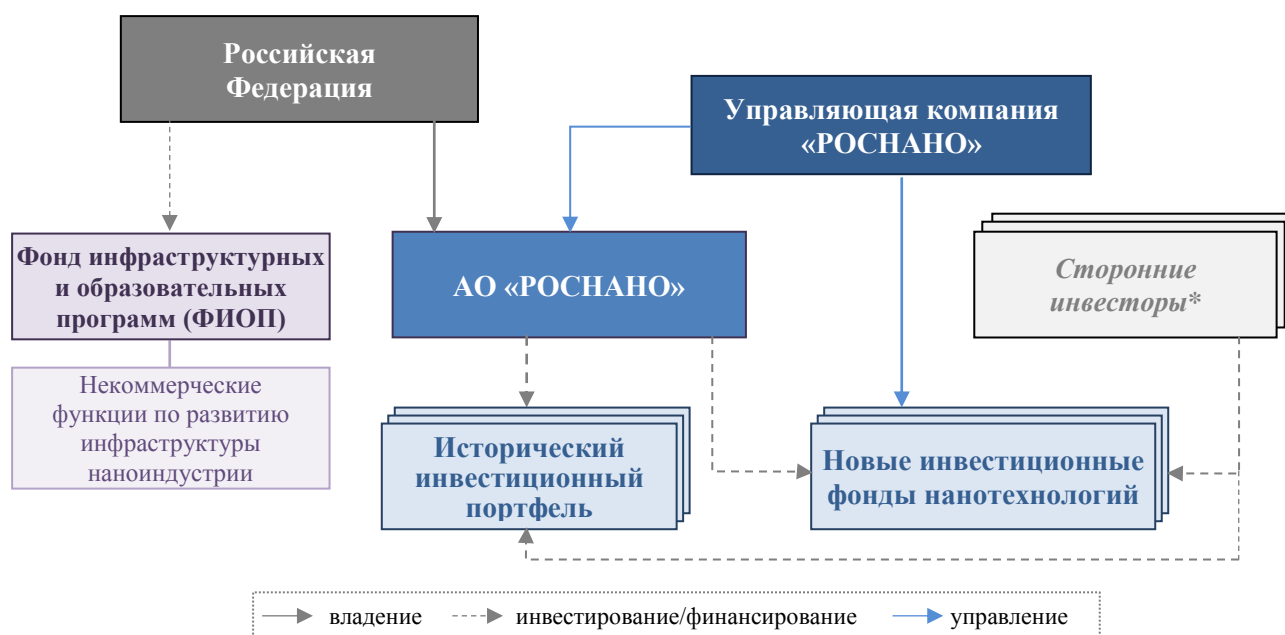 Российская
Федерация
Управляющая компания
«РОСНАНО»
Фонд инфраструктурных
и образовательных
программ (ФИОП)
АО «РОСНАНО»
Сторонние
инвесторы*
Некоммерческие
функции по развитию
инфраструктуры
наноиндустрии
Исторический
инвестиционный
портфель
Новые инвестиционные
фонды нанотехнологий
владение
инвестирование/финансирование
управление